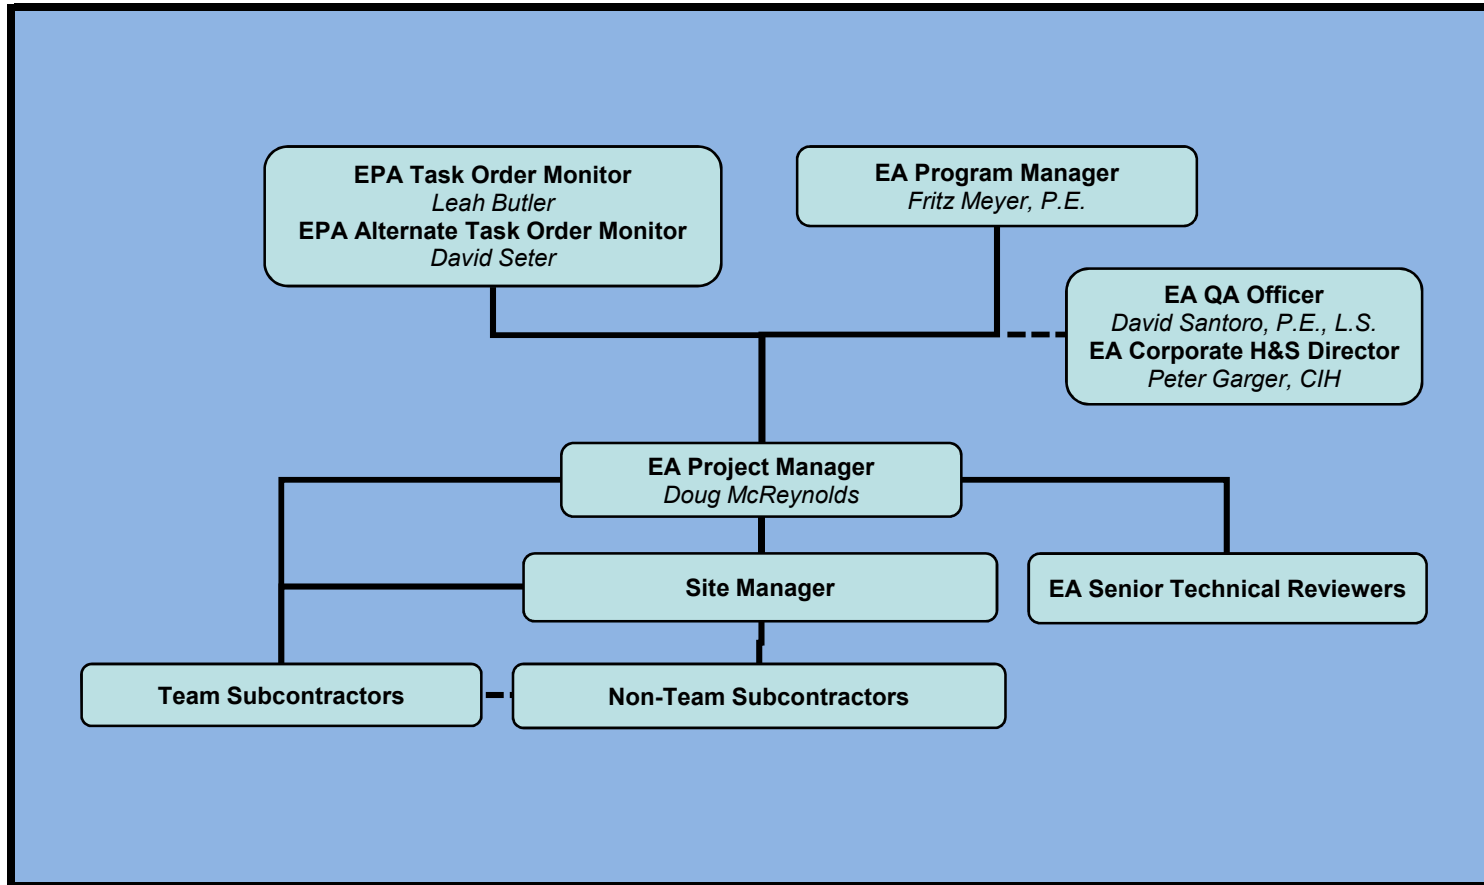 EPA Task Order Monitor
Leah Butler
EPA Alternate Task Order Monitor
David Seter
EA Program Manager
Fritz Meyer, P.E.
EA QA Officer
David Santoro, P.E., L.S.
EA Corporate H&S Director
Peter Garger, CIH
EA Project Manager
Doug McReynolds
Site Manager
EA Senior Technical Reviewers
Team Subcontractors
Non-Team Subcontractors